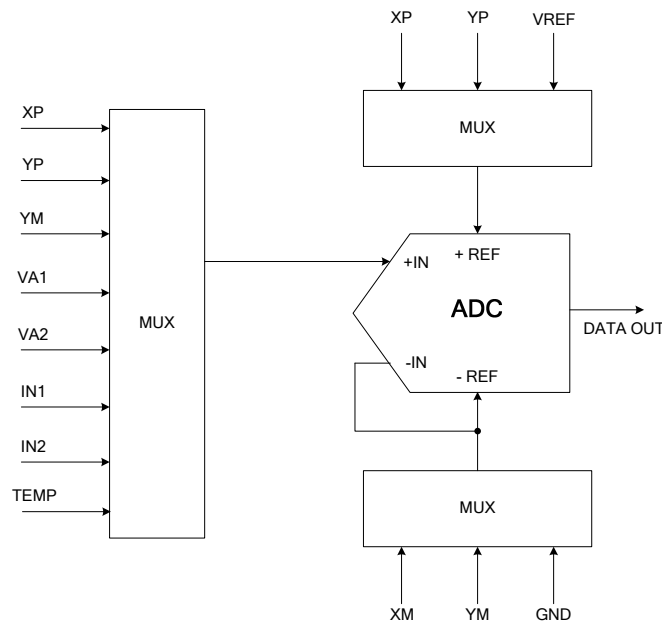 XP YP VREF
MUX
XP
YP
YM
VA1
VA2
IN1
IN2
TEMP
MUX
+IN
+ REF
ADC
-IN
- REF
DATA OUT
MUX
XM YM GND